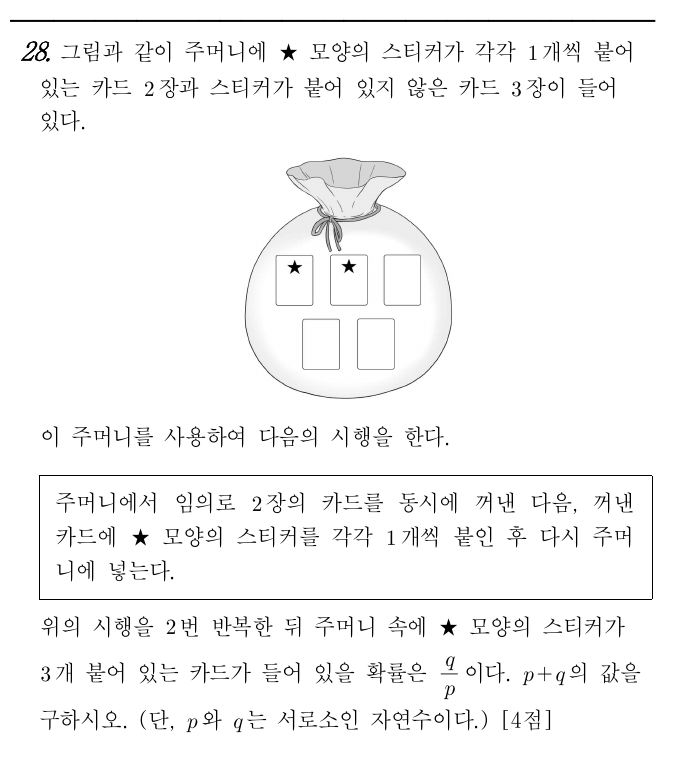 28. 그림과 같이 주머니에 ★ 모양의 스티커가 각각 1개씩 붙어
있는 카드 2장과 스티커가 붙어 있지 않은 카드 3장이 들어
있다.
★ ★
이 주머니를 사용하여 다음의 시행을 한다.
주머니에서 임의로 2장의 카드를 동시에 꺼낸 다음, 꺼낸
카드에 ★ 모양의 스티커를 각각 1개씩 붙인 후 다시 주머
니에 넣는다.
위의 시행을 2번 반복한 뒤 주머니 속에 ★ 모양의 스티커가
3개 붙어 있는 카드가 들어 있을 확률은 q/p 이다. p+q의 값을
구하시오. (단, p와 q는 서로소인 자연수이다.) [4점]